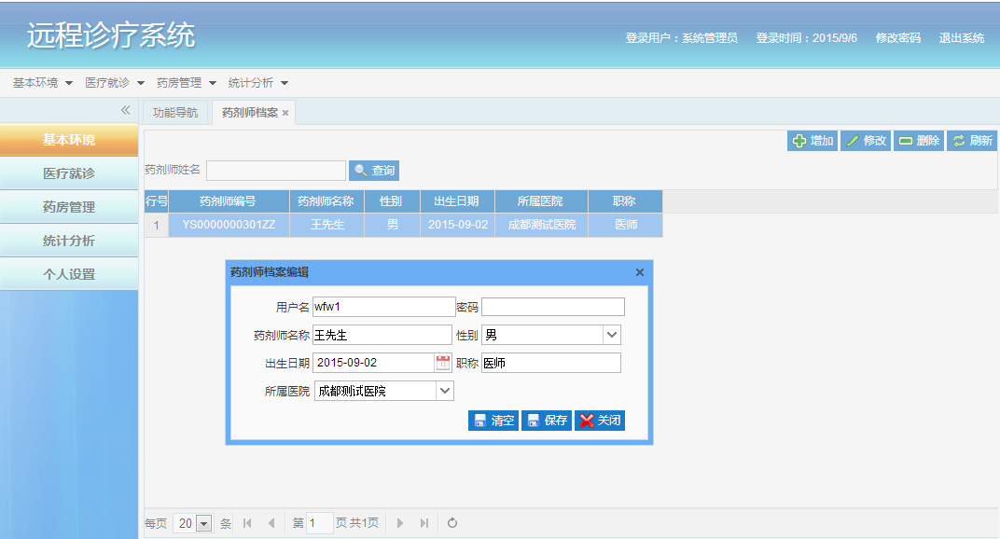 远程诊疗系统
登录用户：系统管理员 登录时间：2015/9/6 修改密码 退出系统
基本环境 医疗就诊 药房管理 统计分析
功能导航 药剂师档案
基本环境
医疗就诊
药房管理
统计分析
个人设置
增加 修改 删除 刷新
药剂师姓名 查询
行号 药剂师编号 药剂师名称 性别 出生日期 所属医院 职称
1 YS0000000301ZZ 王先生 男 2015-09-02 成都测试医院 医师
药剂师档案编辑
用户名 wfw1 密码
药剂师名称 王先生 性别 男
出生日期 2015-09-02 职称 医师
所属医院 成都测试医院
清空 保存 关闭
每页 20 条 第 1 页 共1页